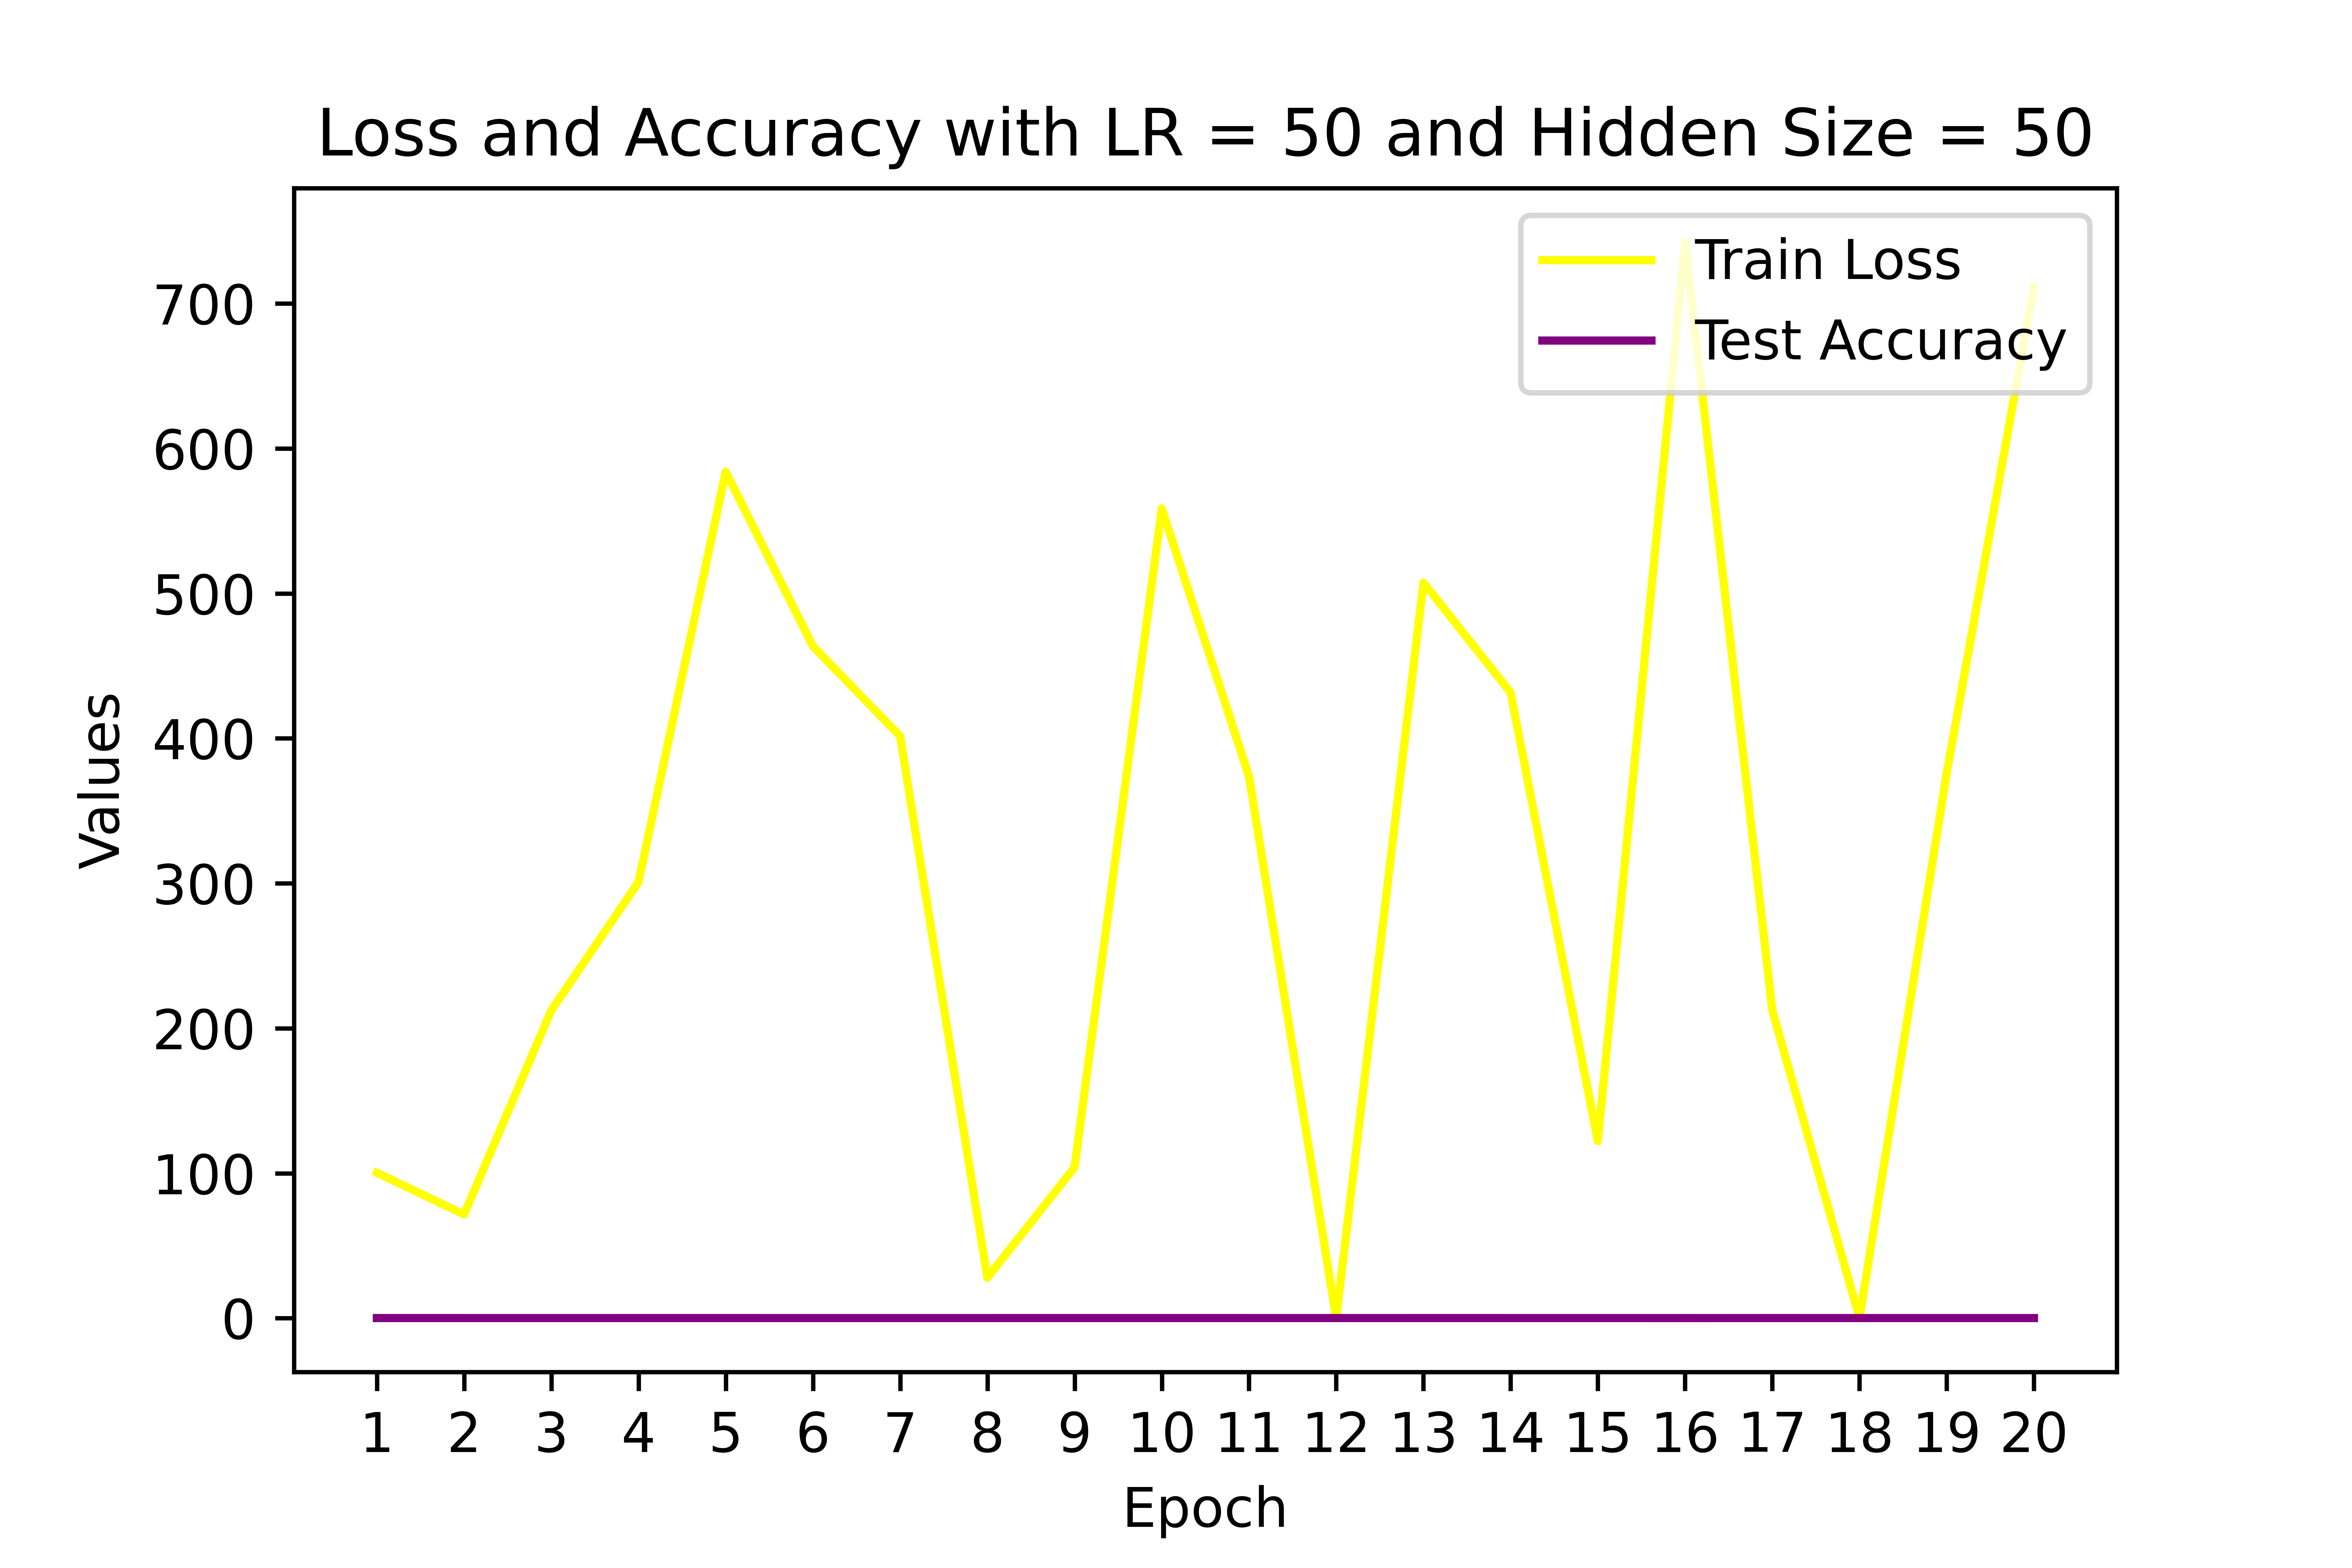 Loss and Accuracy with LR = 50 and Hidden Size = 50
Train Loss
Test Accuracy
700
600
500
400
300
200
100
0
Values
1 2 3 4 5 6 7 8 9 10 11 12 13 14 15 16 17 18 19 20
Epoch